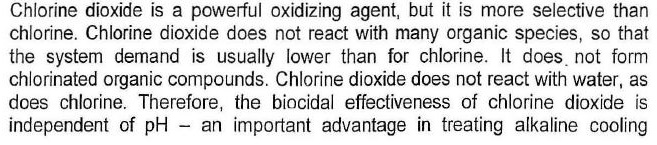 Chlorine dioxide is a powerful oxidizing agent, but it is more selective than
chlorine. Chlorine dioxide does not react with many organic species, so that
the system demand is usually lower than for chlorine. It does not form
chlorinated organic compounds. Chlorine dioxide does not react with water, as
does chlorine. Therefore, the biocidal effectiveness of chlorine dioxide is
independent of pH – an important advantage in treating alkaline cooling